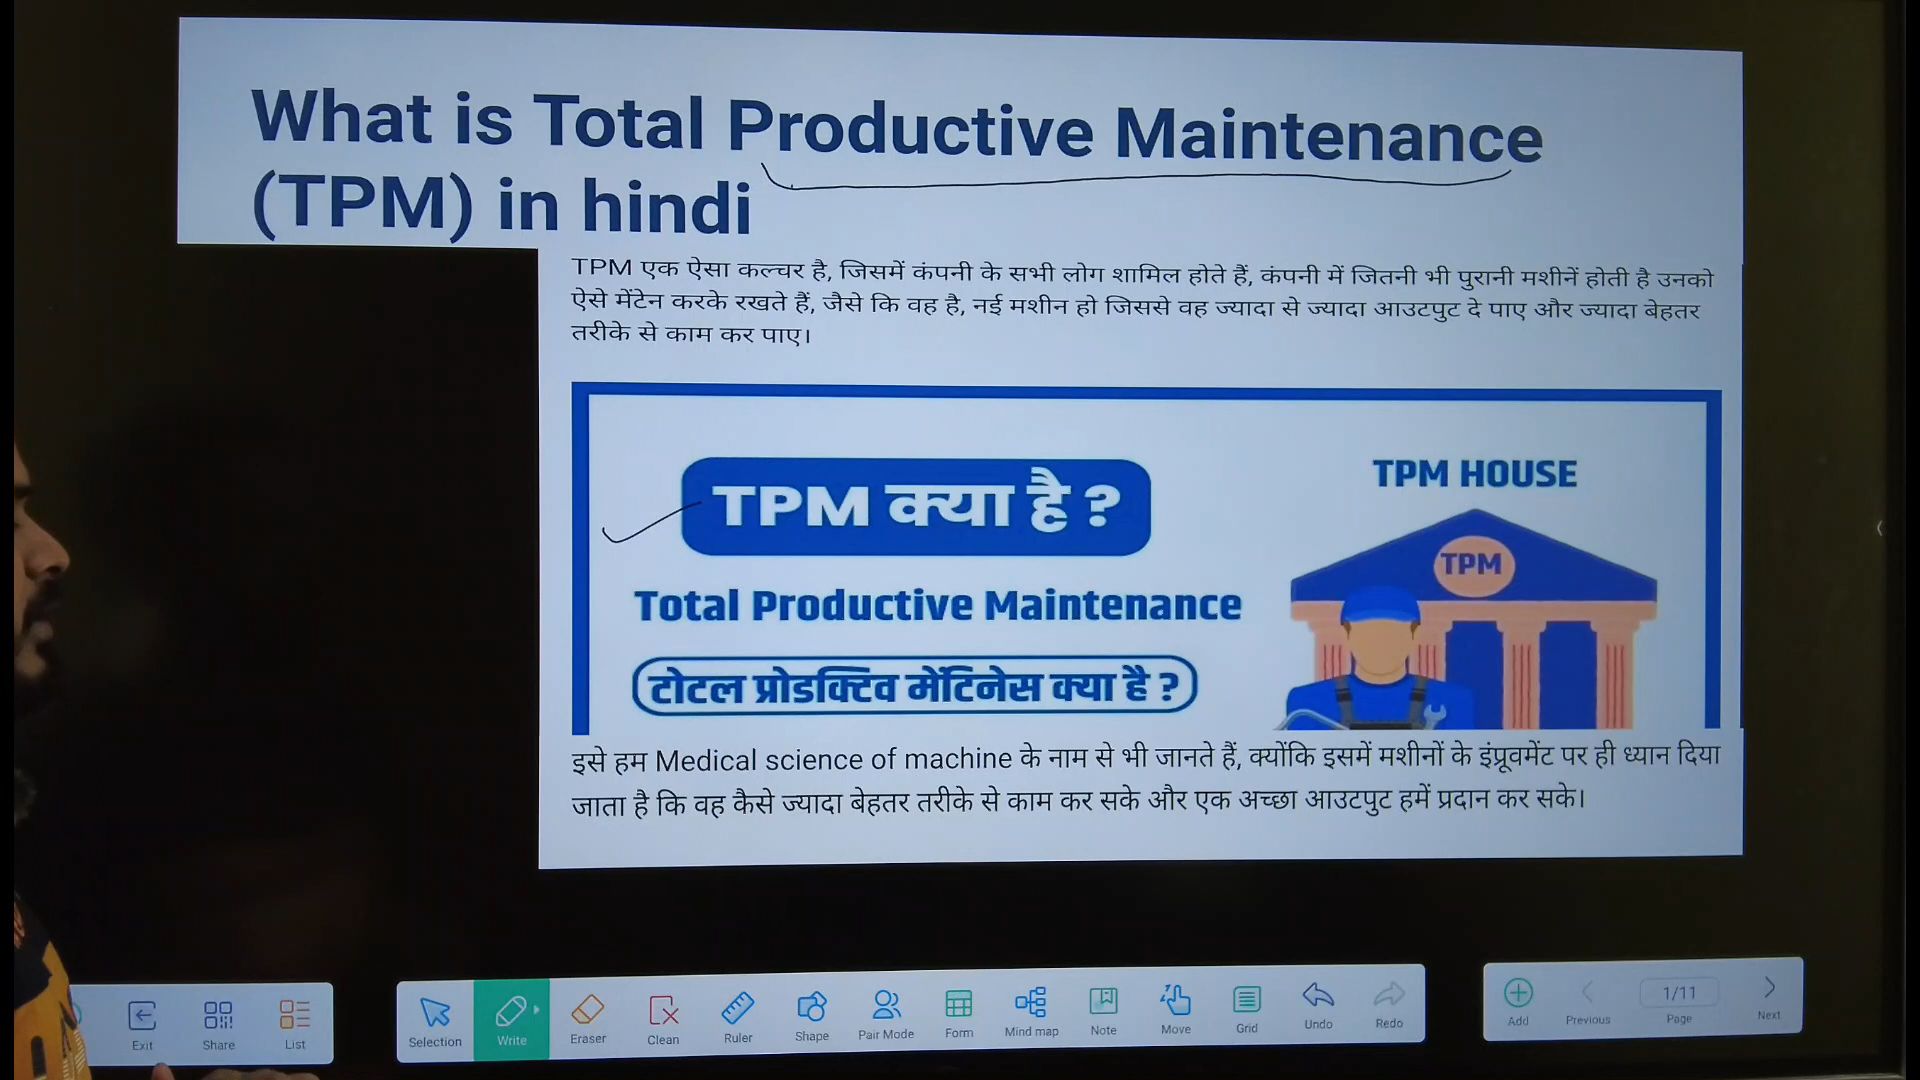 What is Total Productive Maintenance
(TPM) in hindi
TPM एक ऐसा कल्चर है, जिसमें कंपनी के सभी लोग शामिल होते हैं, कंपनी में जितनी भी पुरानी मशीनें होती है उनको
ऐसे मेंटेन करके रखते हैं, जैसे कि वह है, नई मशीन हो जिससे वह ज्यादा से ज्यादा आउटपुट दे पाए और ज्यादा बेहतर
तरीके से काम कर पाए।
TPM HOUSE
TPM क्या है ?
TPM
Total Productive Maintenance
टोटल प्रोडक्टिव मेंटिनेस क्या है ?
इसे हम Medical science of machine के नाम से भी जानते हैं, क्योंकि इसमें मशीनों के इंप्रूवमेंट पर ही ध्यान दिया
जाता है कि वह कैसे ज्यादा बेहतर तरीके से काम कर सके और एक अच्छा आउटपुट हमें प्रदान कर सके।
Exit Share List Selection Write Eraser Clean Ruler Shape Pair Mode Form Mind map Note Move Grid Undo Redo Add Previous 1/11 Page Next